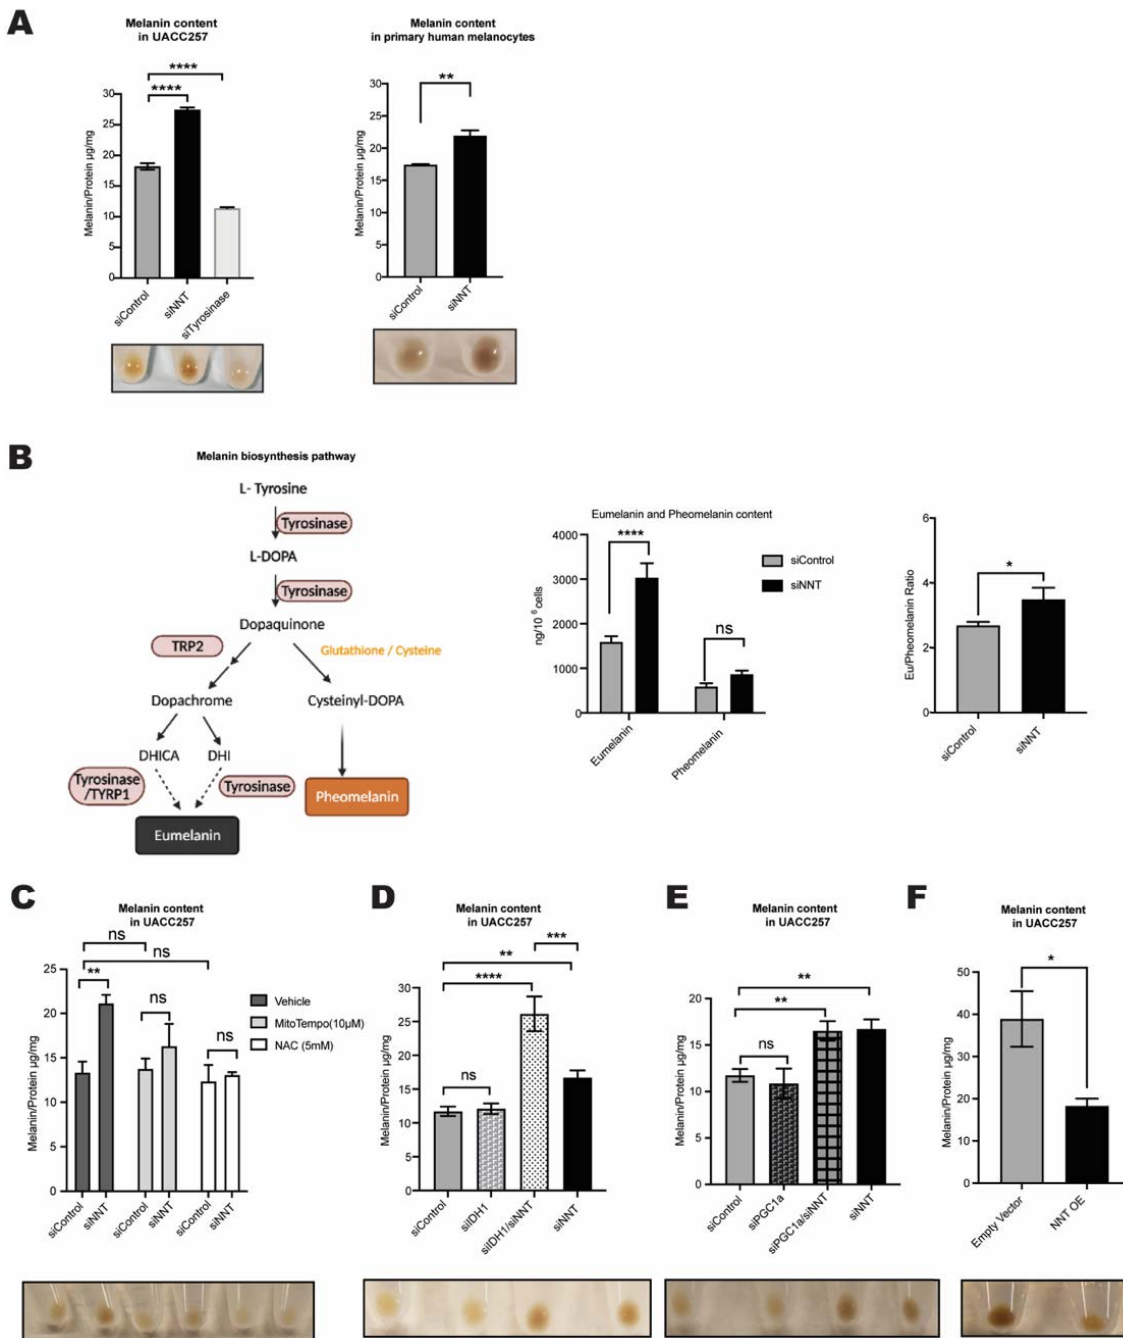 A
Melanin content
in UACC257
****
****
Melanin/Protein µg/mg
30
25
20
15
10
5
0
siControl
siNNT
siTyrosinase
Melanin content
in primary human melanocytes
**
Melanin/Protein µg/mg
30
25
20
15
10
5
0
siControl
siNNT
B
Melanin biosynthesis pathway
L- Tyrosine
Tyrosinase
L-DOPA
Tyrosinase
Dopaquinone
TRP2
Glutathione / Cysteine
Dopachrome
Cysteinyl-DOPA
DHICA
DHI
Tyrosinase
/TYRP1
Tyrosinase
Pheomelanin
Eumelanin
Eumelanin and Pheomelanin content
****
ns
ng/10 6 cells
4000
3000
2000
1000
0
Eumelanin
Pheomelanin
siControl
siNNT
*
Eu/Pheomelanin Ratio
6
4
2
0
siControl
siNNT
C
Melanin content
in UACC257
ns
ns
**
ns
ns
Melanin/Protein µg/mg
25
20
15
10
5
0
siControl
siNNT
siControl
siNNT
siControl
siNNT
Vehicle
MitoTempo(10µM)
NAC (5mM)
D
Melanin content
in UACC257
***
**
****
ns
Melanin/Protein µg/mg
30
25
20
15
10
5
0
siControl
siIDH1
siIDH1/siNNT
siNNT
E
Melanin content
in UACC257
**
**
ns
Melanin/Protein µg/mg
20
15
10
5
0
siControl
siPGC1a
siPGC1a/siNNT
siNNT
F
Melanin content
in UACC257
*
Melanin/Protein µg/mg
50
40
30
20
10
0
Empty Vector
NNT OE